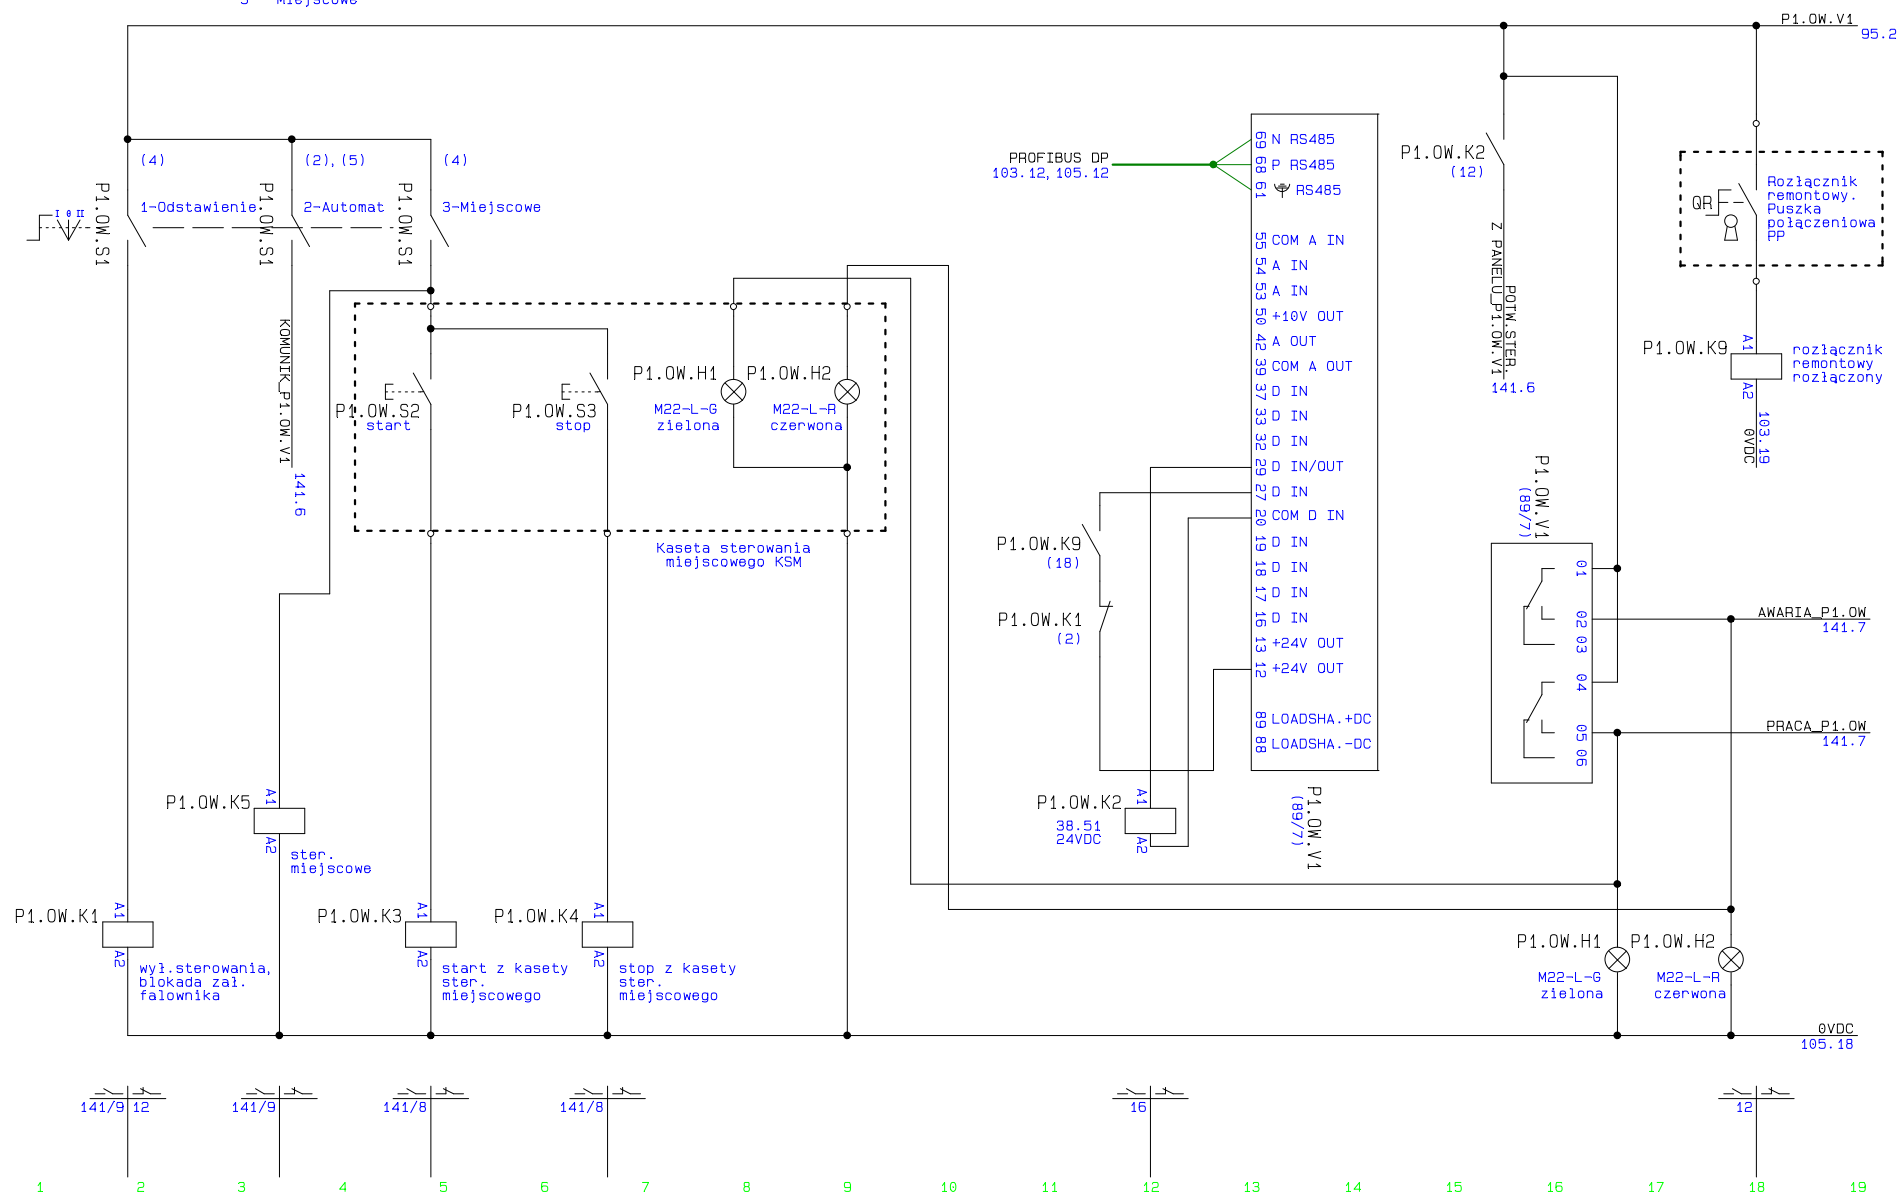 P1.OW.V1
95.2
(4)
(2),(5)
(4)
P1.OW.S1
P1.OW.S1
P1.OW.S1
I 0 II
1-Odstawienie
2-Automat
3-Miejscowe
KOMUNIK_P1.OW.V1
141.6
P1.OW.S2
start
P1.OW.S3
stop
P1.OW.H1
M22-L-G
zielona
P1.OW.H2
M22-L-R
czerwona
Kaseta sterowania
miejscowego KSM
PROFIBUS DP
103.12,105.12
69 N RS485
68 P RS485
61 RS485
55 COM A IN
54 A IN
53 A IN
50 +10V OUT
42 A OUT
39 COM A OUT
37 D IN
33 D IN
32 D IN
29 D IN/OUT
27 D IN
20 COM D IN
19 D IN
18 D IN
17 D IN
16 D IN
13 +24V OUT
12 +24V OUT
89 LOADSHA.+DC
88 LOADSHA.-DC
P1.OW.V1
(89/7)
P1.OW.K9
(18)
P1.OW.K1
(2)
P1.OW.K2
38.51
24VDC
A1
A2
P1.OW.K2
(12)
POTW.STER.
Z PANELU_P1.OW.V1
141.6
QR
Rozłącznik
remontowy.
Puszka
połączeniowa
PP
P1.OW.K9
A1
A2
rozłącznik
remontowy
rozłączony
103.19
0VDC
P1.OW.V1
(89/7)
01
02
03
04
05
06
AWARIA_P1.OW
141.7
PRACA_P1.OW
141.7
P1.OW.K5
A1
A2
ster.
miejscowe
P1.OW.K1
A1
A2
wył.sterowania,
blokada zał.
falownika
P1.OW.K3
A1
A2
start z kasety
ster.
miejscowego
P1.OW.K4
A1
A2
stop z kasety
ster.
miejscowego
P1.OW.H1
M22-L-G
zielona
P1.OW.H2
M22-L-R
czerwona
0VDC
105.18
141/9 12
141/9
141/8
141/8
16
12
1 2 3 4 5 6 7 8 9 10 11 12 13 14 15 16 17 18 19